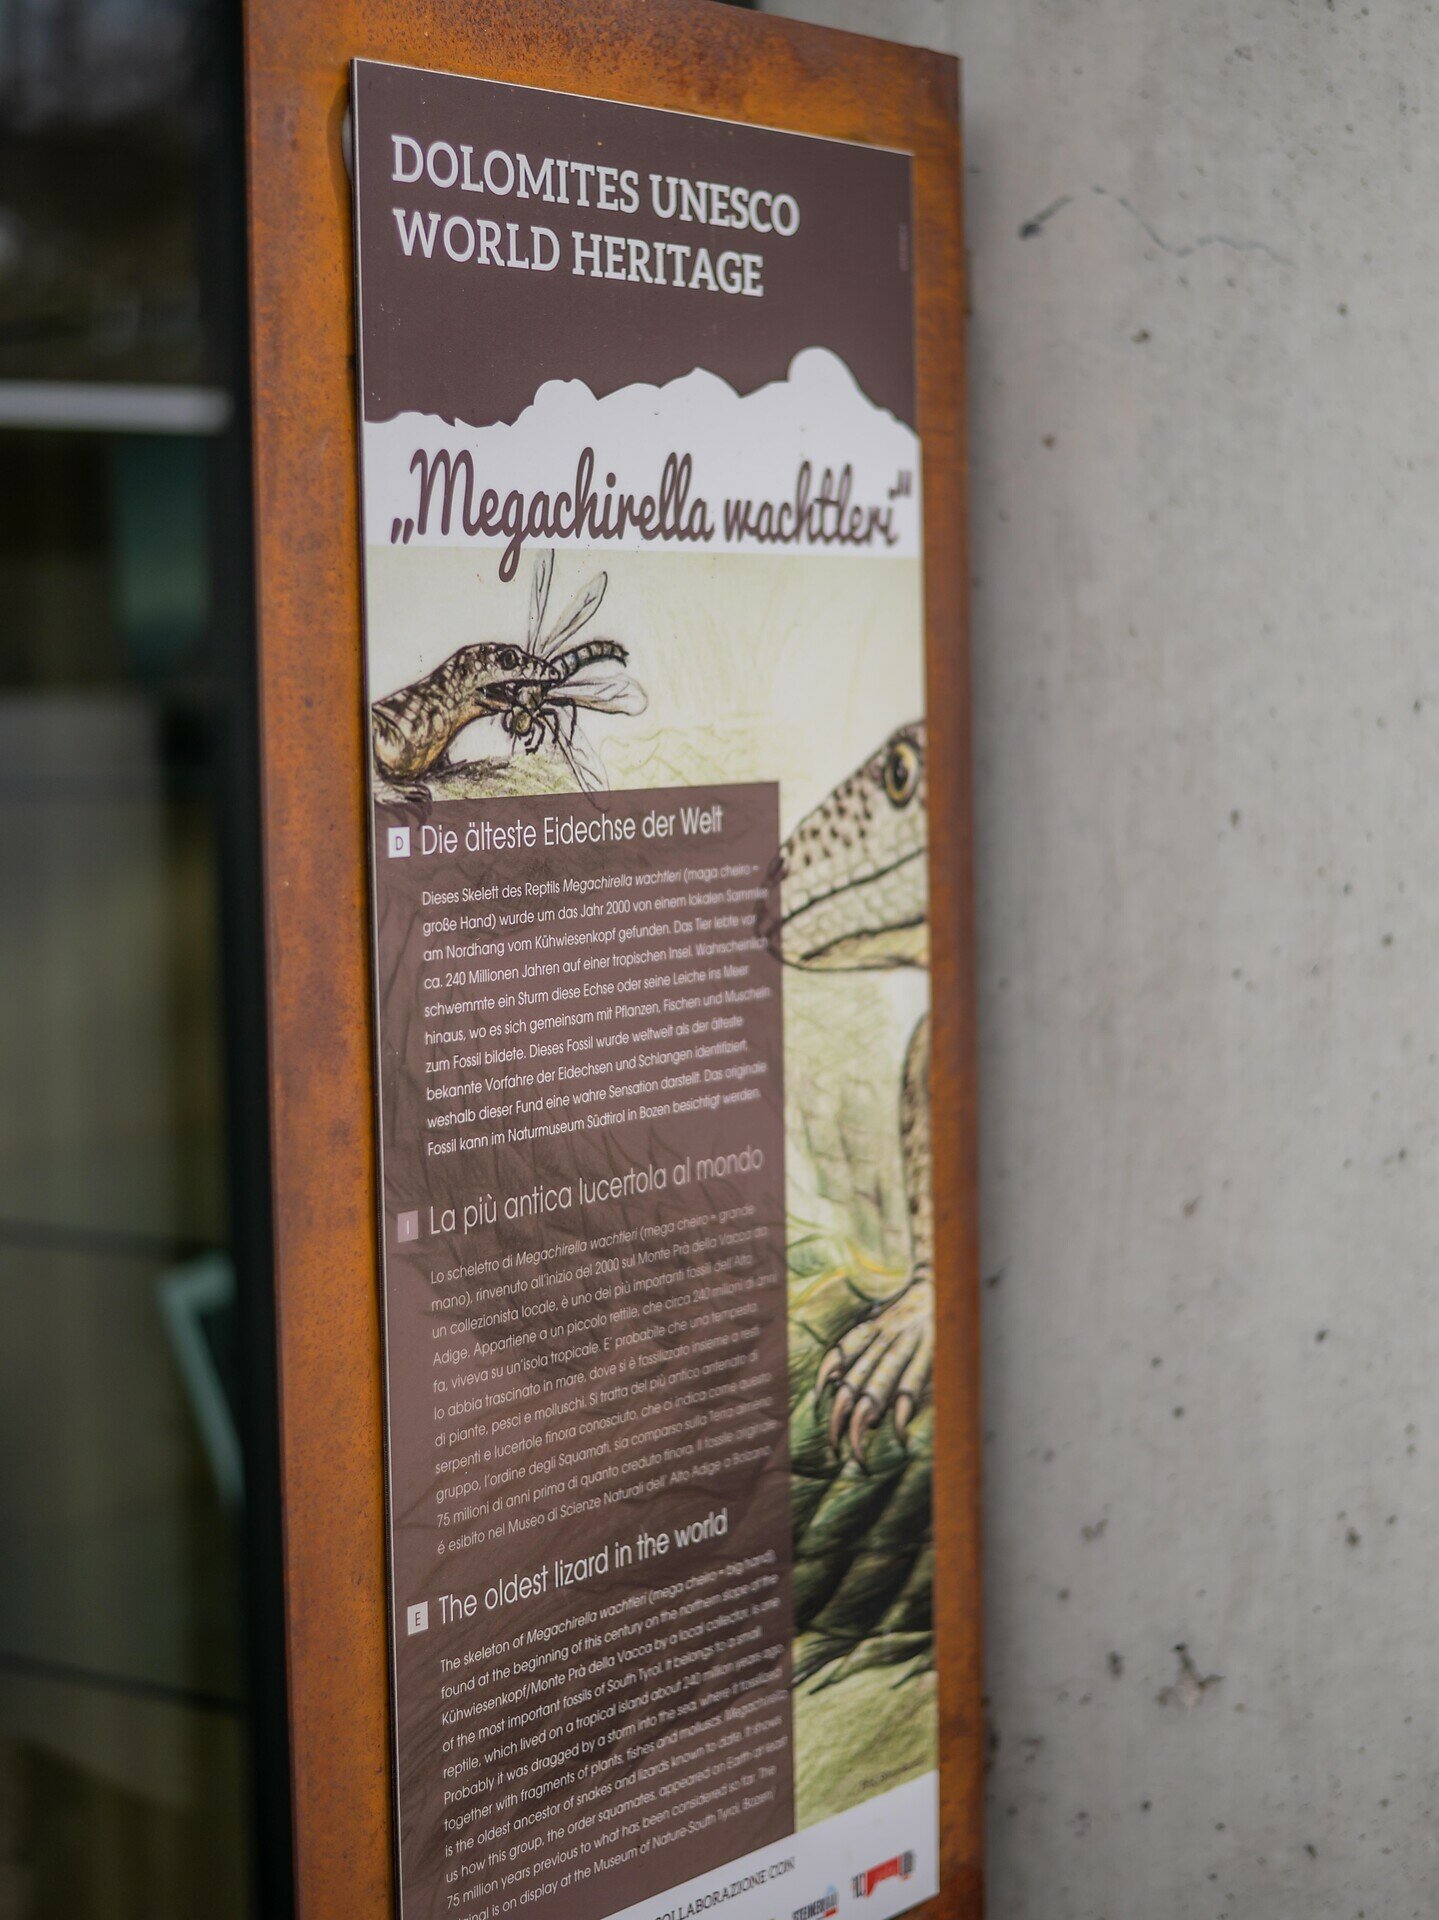 DOLOMITES UNESCO
WORLD HERITAGE
„Megachirella wachtleri"
D Die älteste Eidechse der Welt
Dieses Skelett des Reptils Megachirella wachtleri (maga cheiro =
große Hand) wurde um das Jahr 2000 von einem lokalen Sammler
am Nordhang vom Kühwiesenkopf gefunden. Das Tier lebte vor
ca. 240 Millionen Jahren auf einer tropischen Insel. Wahrscheinlich
schwemmte ein Sturm diese Echse oder seine Leiche ins Meer
hinaus, wo es sich gemeinsam mit Pflanzen, Fischen und Muscheln
zum Fossil bildete. Dieses Fossil wurde weltweit als der älteste
bekannte Vorfahre der Eidechsen und Schlangen identifiziert,
weshalb dieser Fund eine wahre Sensation darstellt. Das originale
Fossil kann im Naturmuseum Südtirol in Bozen besichtigt werden.
I La più antica lucertola al mondo
Lo scheletro di Megachirella wachtleri (mega cheiro = grande
mano), rinvenuto all'inizio del 2000 sul Monte Prà della Vacca da
un collezionista locale, è uno dei più importanti fossili dell'Alto
Adige. Appartiene a un piccolo rettile, che circa 240 milioni di anni
fa, viveva su un'isola tropicale. E' probabile che una tempesta
lo abbia trascinato in mare, dove si è fossilizzato insieme a resti
di piante, pesci e molluschi. Si tratta del più antico antenato di
serpenti e lucertole finora conosciuto, che ci indica come questo
gruppo, l'ordine degli Squamati, sia comparso sulla Terra almeno
75 milioni di anni prima di quanto creduto finora. Il fossile originale
é esibito nel Museo di Scienze Naturali dell' Alto Adige a Bolzano.
E The oldest lizard in the world
The skeleton of Megachirella wachtleri (mega cheiro = big hand)
found at the beginning of this century on the northern slope of the
Kühwiesenkopf/Monte Prà della Vacca by a local collector, is one
of the most important fossils of South Tyrol. It belongs to a small
reptile, which lived on a tropical island about 240 million years ago.
Probably it was dragged by a storm into the sea, where it fossilized
together with fragments of plants, fishes and molluscs. Megachirella
is the oldest ancestor of snakes and lizards known to date. It shows
us how this group, the order squamates, appeared on Earth at least
75 million years previous to what has been considered so far. The
is on display at the Museum of Nature-South Tyrol, Bozen/
COLLABORAZIONE CON